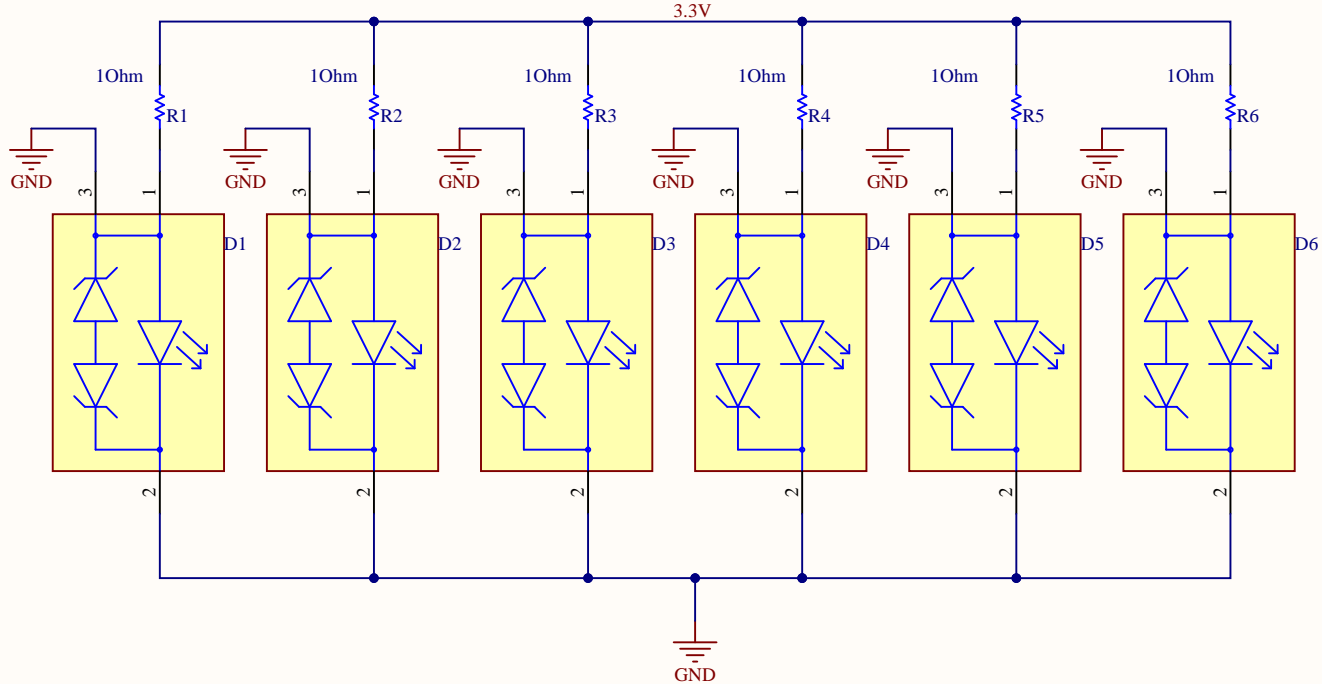 3.3V
1Ohm 1Ohm 1Ohm 1Ohm 1Ohm 1Ohm
R1 R2 R3 R4 R5 R6
GND GND GND GND GND GND
3 1 3 1 3 1 3 1 3 1 3 1
D1 D2 D3 D4 D5 D6
2 2 2 2 2 2
GND